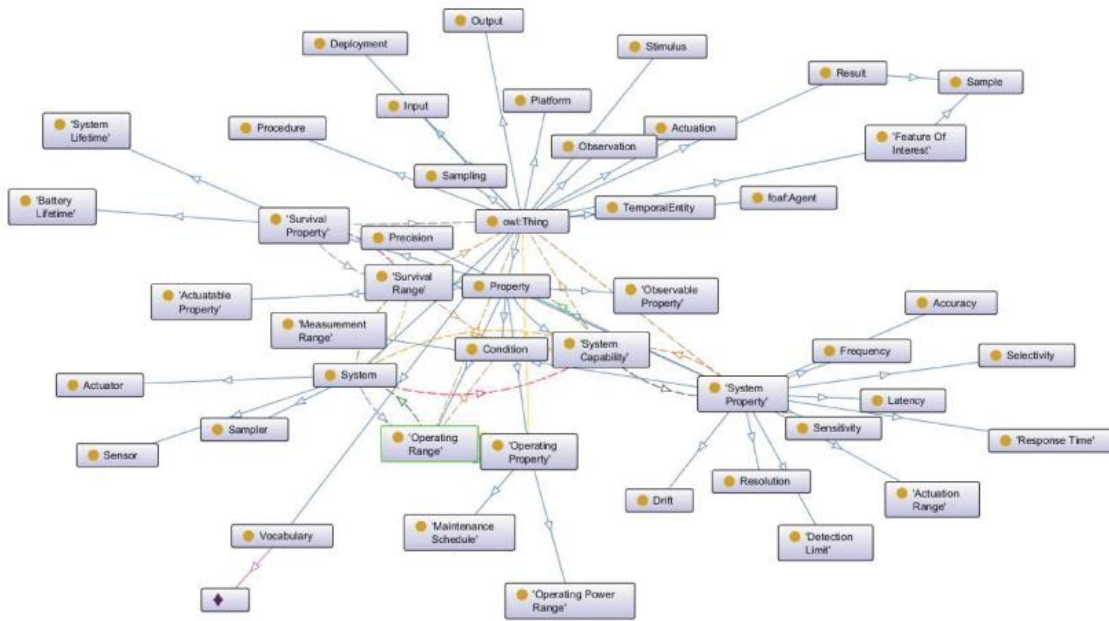 Output
Deployment
Stimulus
Result
Sample
Input
Platform
'System
Lifetime'
Procedure
Actuation
Observation
'Feature Of
Interest'
Sampling
'Battery
Lifetime'
'Survival
Property'
owl:Thing
TemporalEntity
foaf:Agent
Precision
'Survival
Range'
Property
'Actuatable
Property'
'Observable
Property'
Accuracy
'Measurement
Range'
Condition
'System
Capability'
Frequency
Selectivity
Actuator
System
'System
Property'
Latency
Sensor
Sampler
'Operating
Range'
'Operating
Property'
Sensitivity
'Response Time'
Drift
Resolution
'Actuation
Range'
Vocabulary
'Maintenance
Schedule'
'Detection
Limit'
'Operating Power
Range'